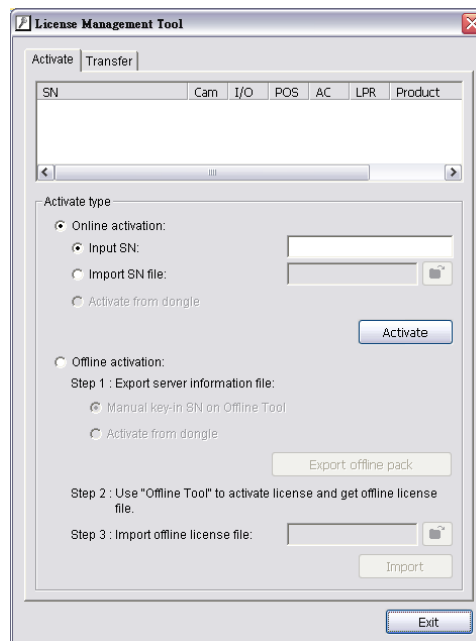 License Management Tool
Activate Transfer
SN Cam I/O POS AC LPR Product
Activate type
Online activation:
Input SN:
Import SN file:
Activate from dongle
Activate
Offline activation:
Step 1 : Export server information file:
Manual key-in SN on Offline Tool
Activate from dongle
Export offline pack
Step 2 : Use "Offline Tool" to activate license and get offline license
file.
Step 3 : Import offline license file:
Import
Exit